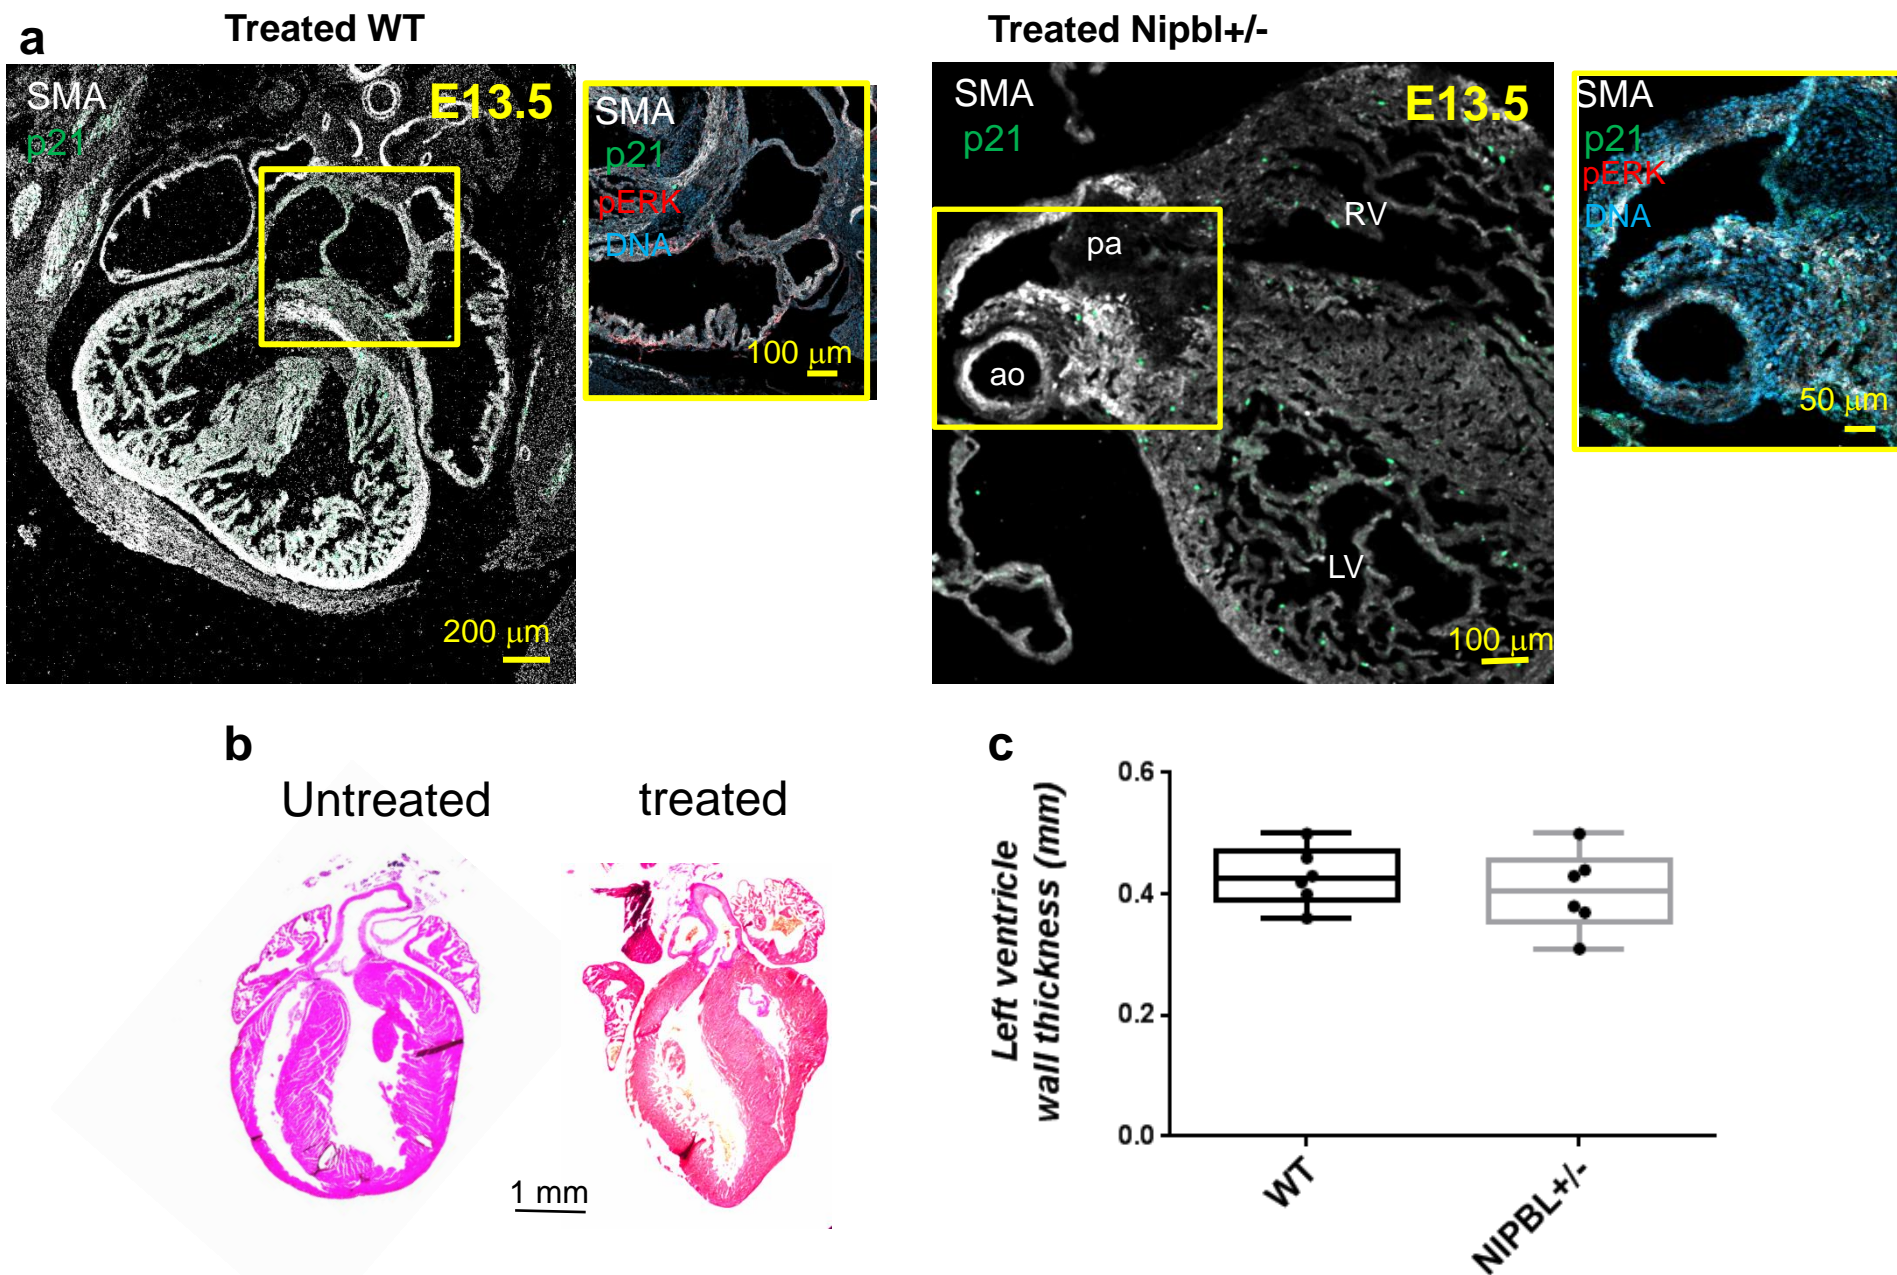 a
Treated WT
Treated Nipbl+/-
SMA
p21
E13.5
200 μm
SMA
p21
pERK
DNA
100 μm
SMA
p21
E13.5
RV
pa
ao
LV
100 μm
SMA
p21
pERK
DNA
50 μm
b
Untreated
treated
1 mm
c
Left ventricle
wall thickness (mm)
0.6
0.4
0.2
0.0
WT
NIPBL+/-